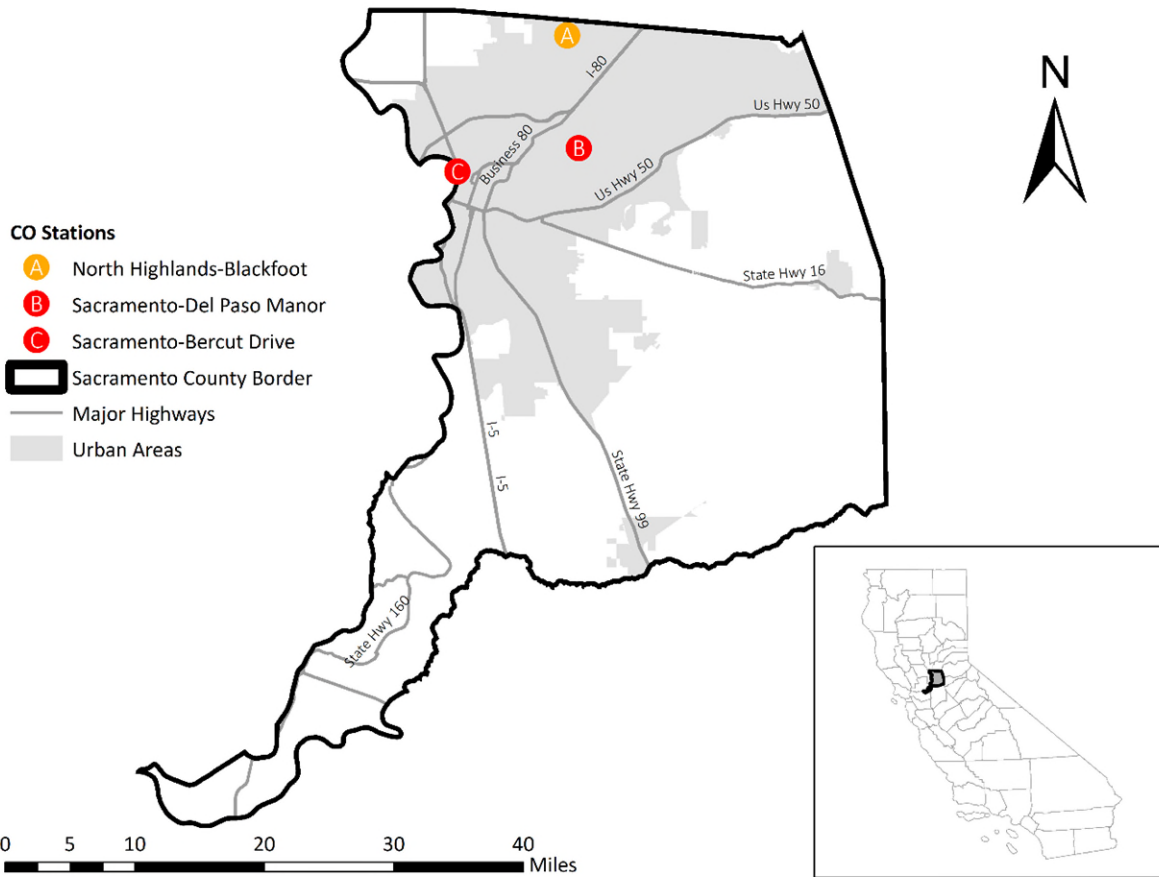 A
N
I-80
Us Hwy 50
Business 80
B
C
Us Hwy 50
CO Stations
A North Highlands-Blackfoot
State Hwy 16
B Sacramento-Del Paso Manor
C Sacramento-Bercut Drive
Sacramento County Border
Major Highways
I-5
Urban Areas
I-5
State Hwy 99
State Hwy 160
0 5 10 20 30 40 Miles